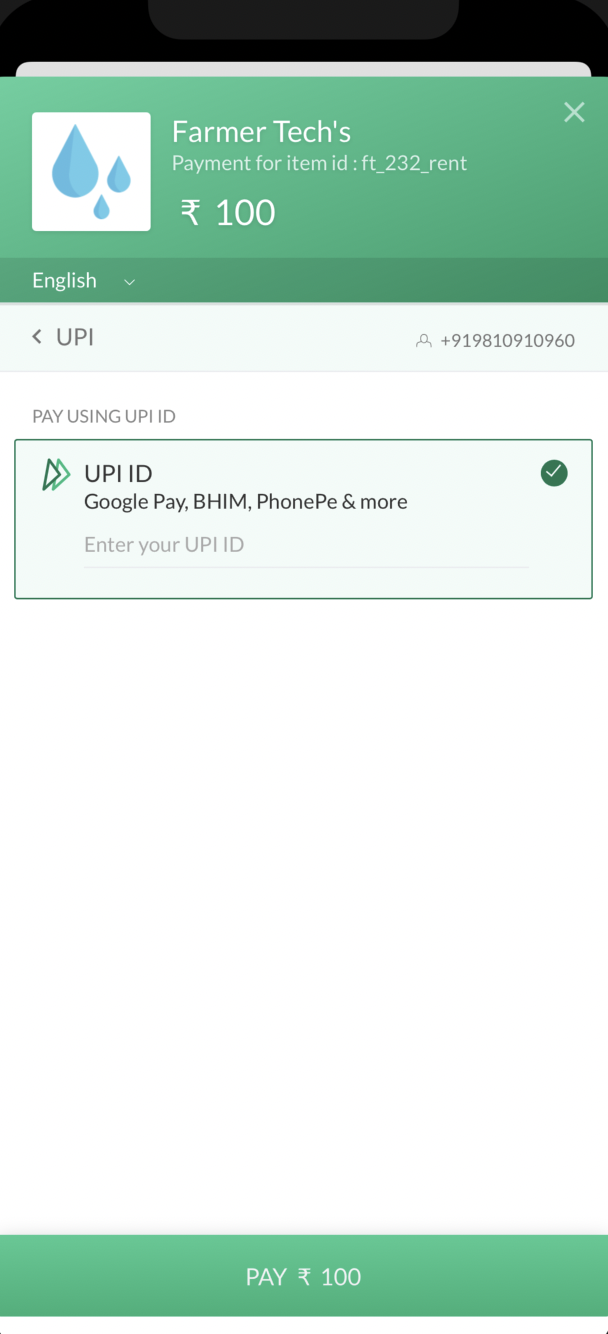 Farmer Tech's
Payment for item id : ft_232_rent
₹ 100
English
UPI
+919810910960
PAY USING UPI ID
UPI ID
Google Pay, BHIM, PhonePe & more
Enter your UPI ID
PAY ₹ 100